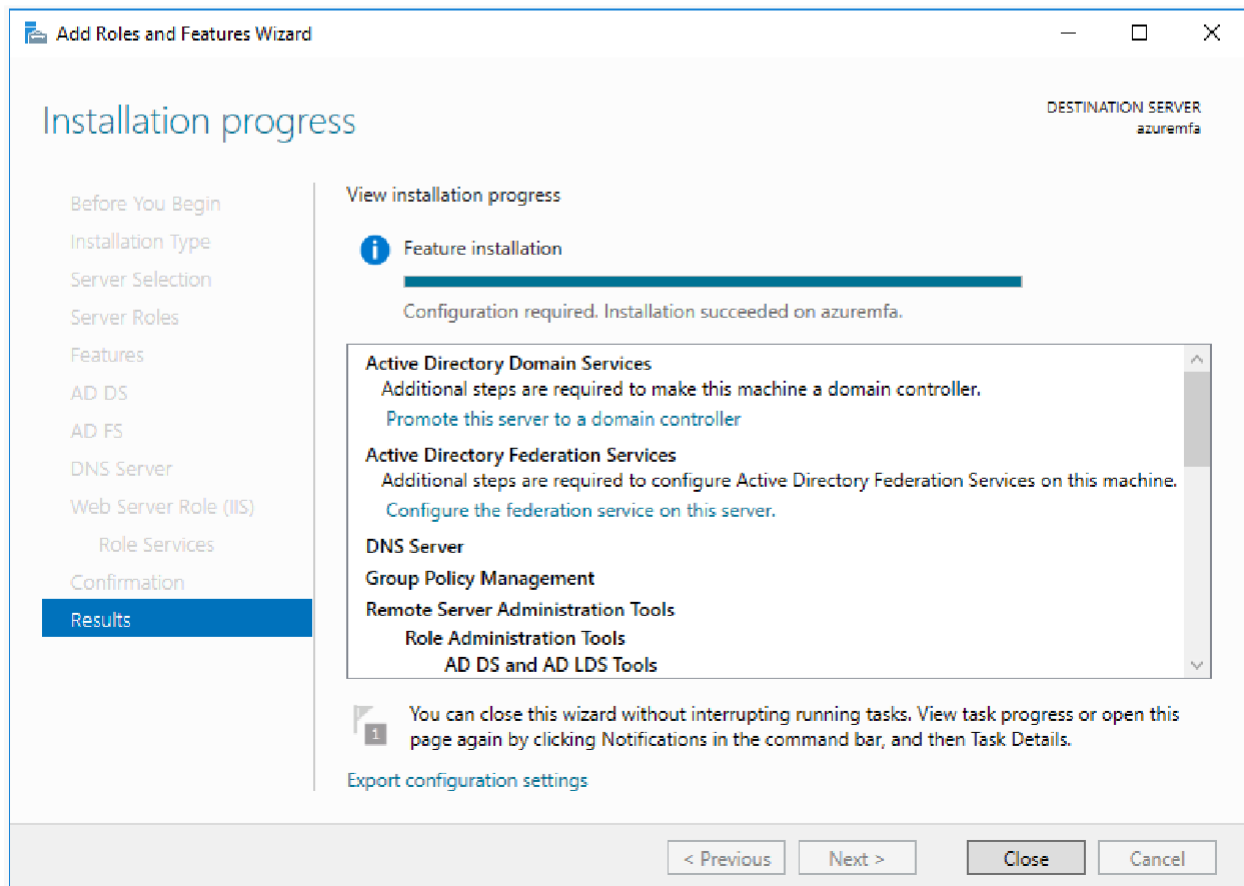 Add Roles and Features Wizard
Installation progress
DESTINATION SERVER
azuremfa
Before You Begin
Installation Type
Server Selection
Server Roles
Features
AD DS
AD FS
DNS Server
Web Server Role (IIS)
Role Services
Confirmation
Results
View installation progress
Feature installation
Configuration required. Installation succeeded on azuremfa.
Active Directory Domain Services
Additional steps are required to make this machine a domain controller.
Promote this server to a domain controller
Active Directory Federation Services
Additional steps are required to configure Active Directory Federation Services on this machine.
Configure the federation service on this server.
DNS Server
Group Policy Management
Remote Server Administration Tools
Role Administration Tools
AD DS and AD LDS Tools
1
You can close this wizard without interrupting running tasks. View task progress or open this
page again by clicking Notifications in the command bar, and then Task Details.
Export configuration settings
< Previous
Next >
Close
Cancel